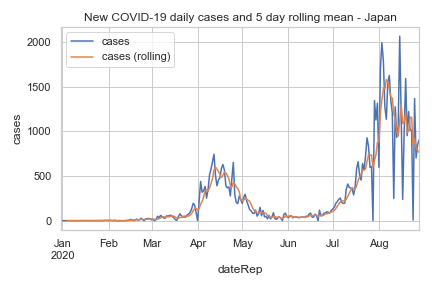 New COVID-19 daily cases and 5 day rolling mean - Japan
cases
cases (rolling)
2000
1500
1000
500
0
cases
Jan
2020
Feb
Mar
Apr
May
Jun
Jul
Aug
dateRep